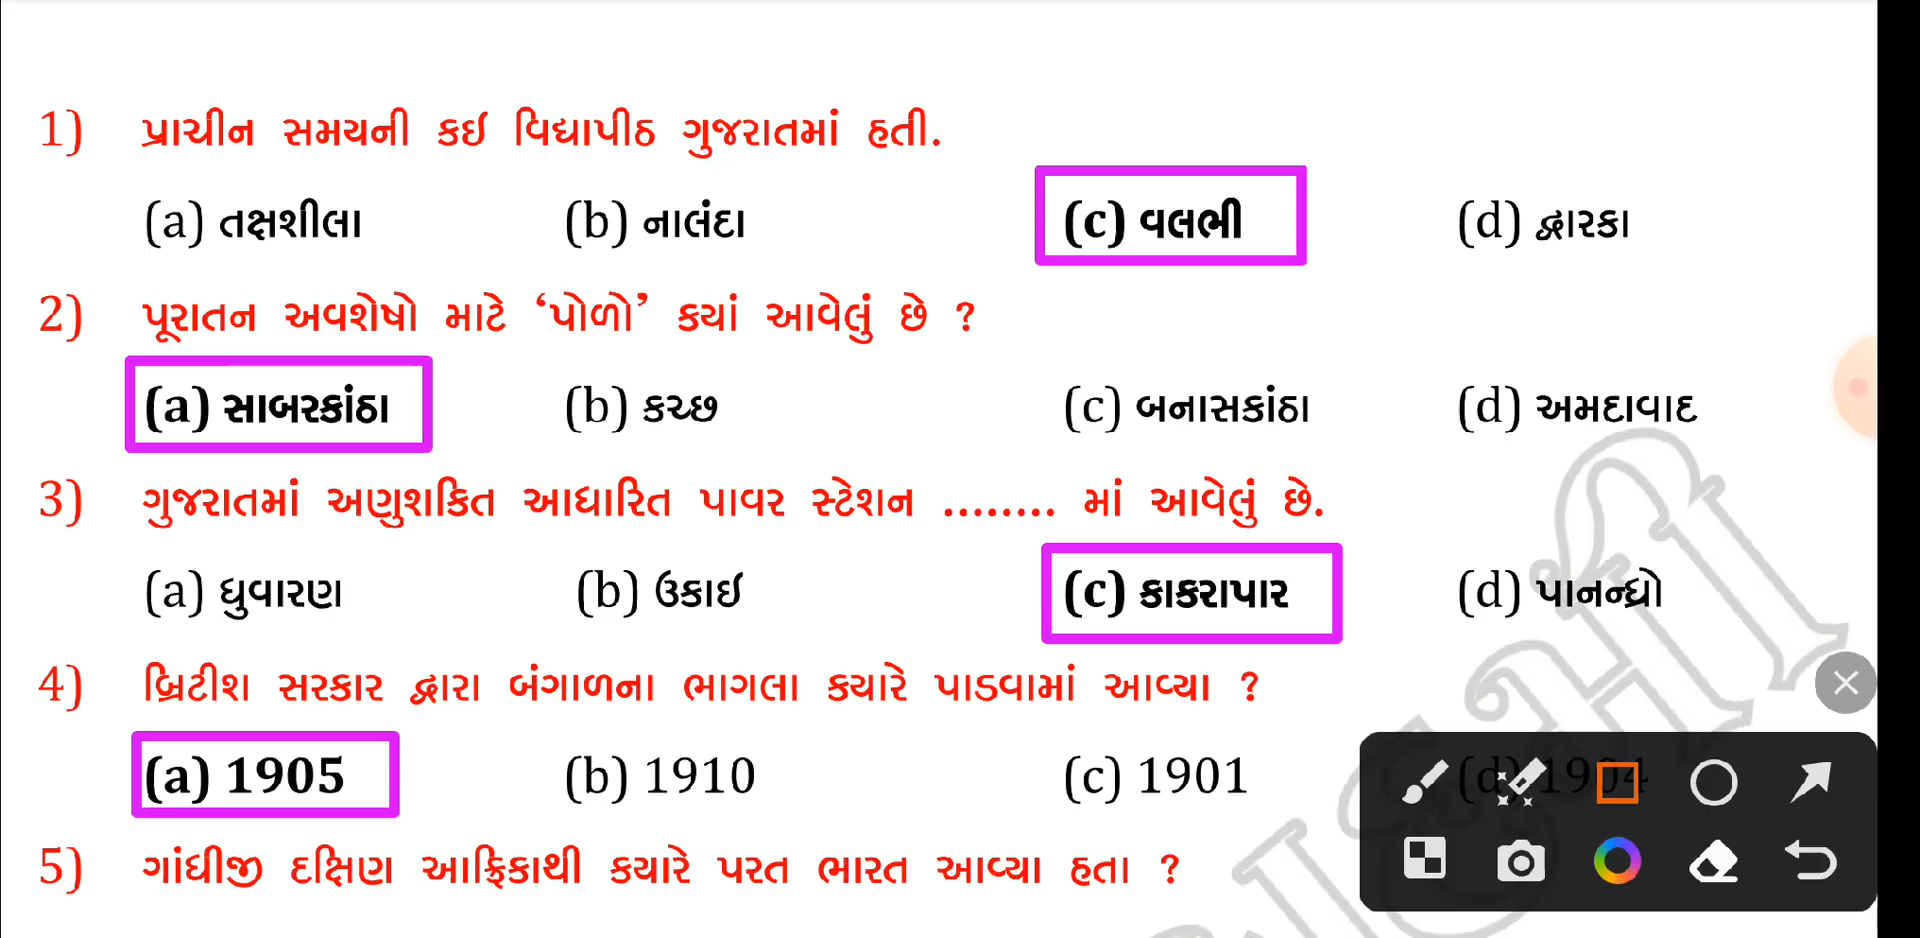 1) પ્રાચીન સમયની કઈ વિદ્યાપીઠ ગુજરાતમાં હતી.
(a) તક્ષશીલા (b) નાલંદા (c) વલભી (d) દ્વારકા
2) પૂરાતન અવશેષો માટે ‘પોળો’ કયાં આવેલું છે ?
(a) સાબરકાંઠા (b) કચ્છ (c) બનાસકાંઠા (d) અમદાવાદ
3) ગુજરાતમાં અણુશકિત આધારિત પાવર સ્ટેશન ........ માં આવેલું છે.
(a) ધુવારણ (b) ઉકાઈ (c) કાકરાપાર (d) પાનન્ધ્રો
4) બ્રિટીશ સરકાર દ્વારા બંગાળના ભાગલા કયારે પાડવામાં આવ્યા ?
(a) 1905 (b) 1910 (c) 1901 (d) 1904
5) ગાંધીજી દક્ષિણ આફ્રિકાથી કયારે પરત ભારત આવ્યા હતા ?